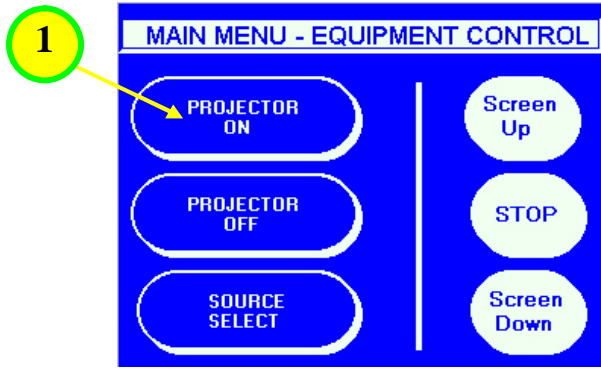 1
MAIN MENU - EQUIPMENT CONTROL
PROJECTOR
ON
Screen
Up
PROJECTOR
OFF
STOP
SOURCE
SELECT
Screen
Down